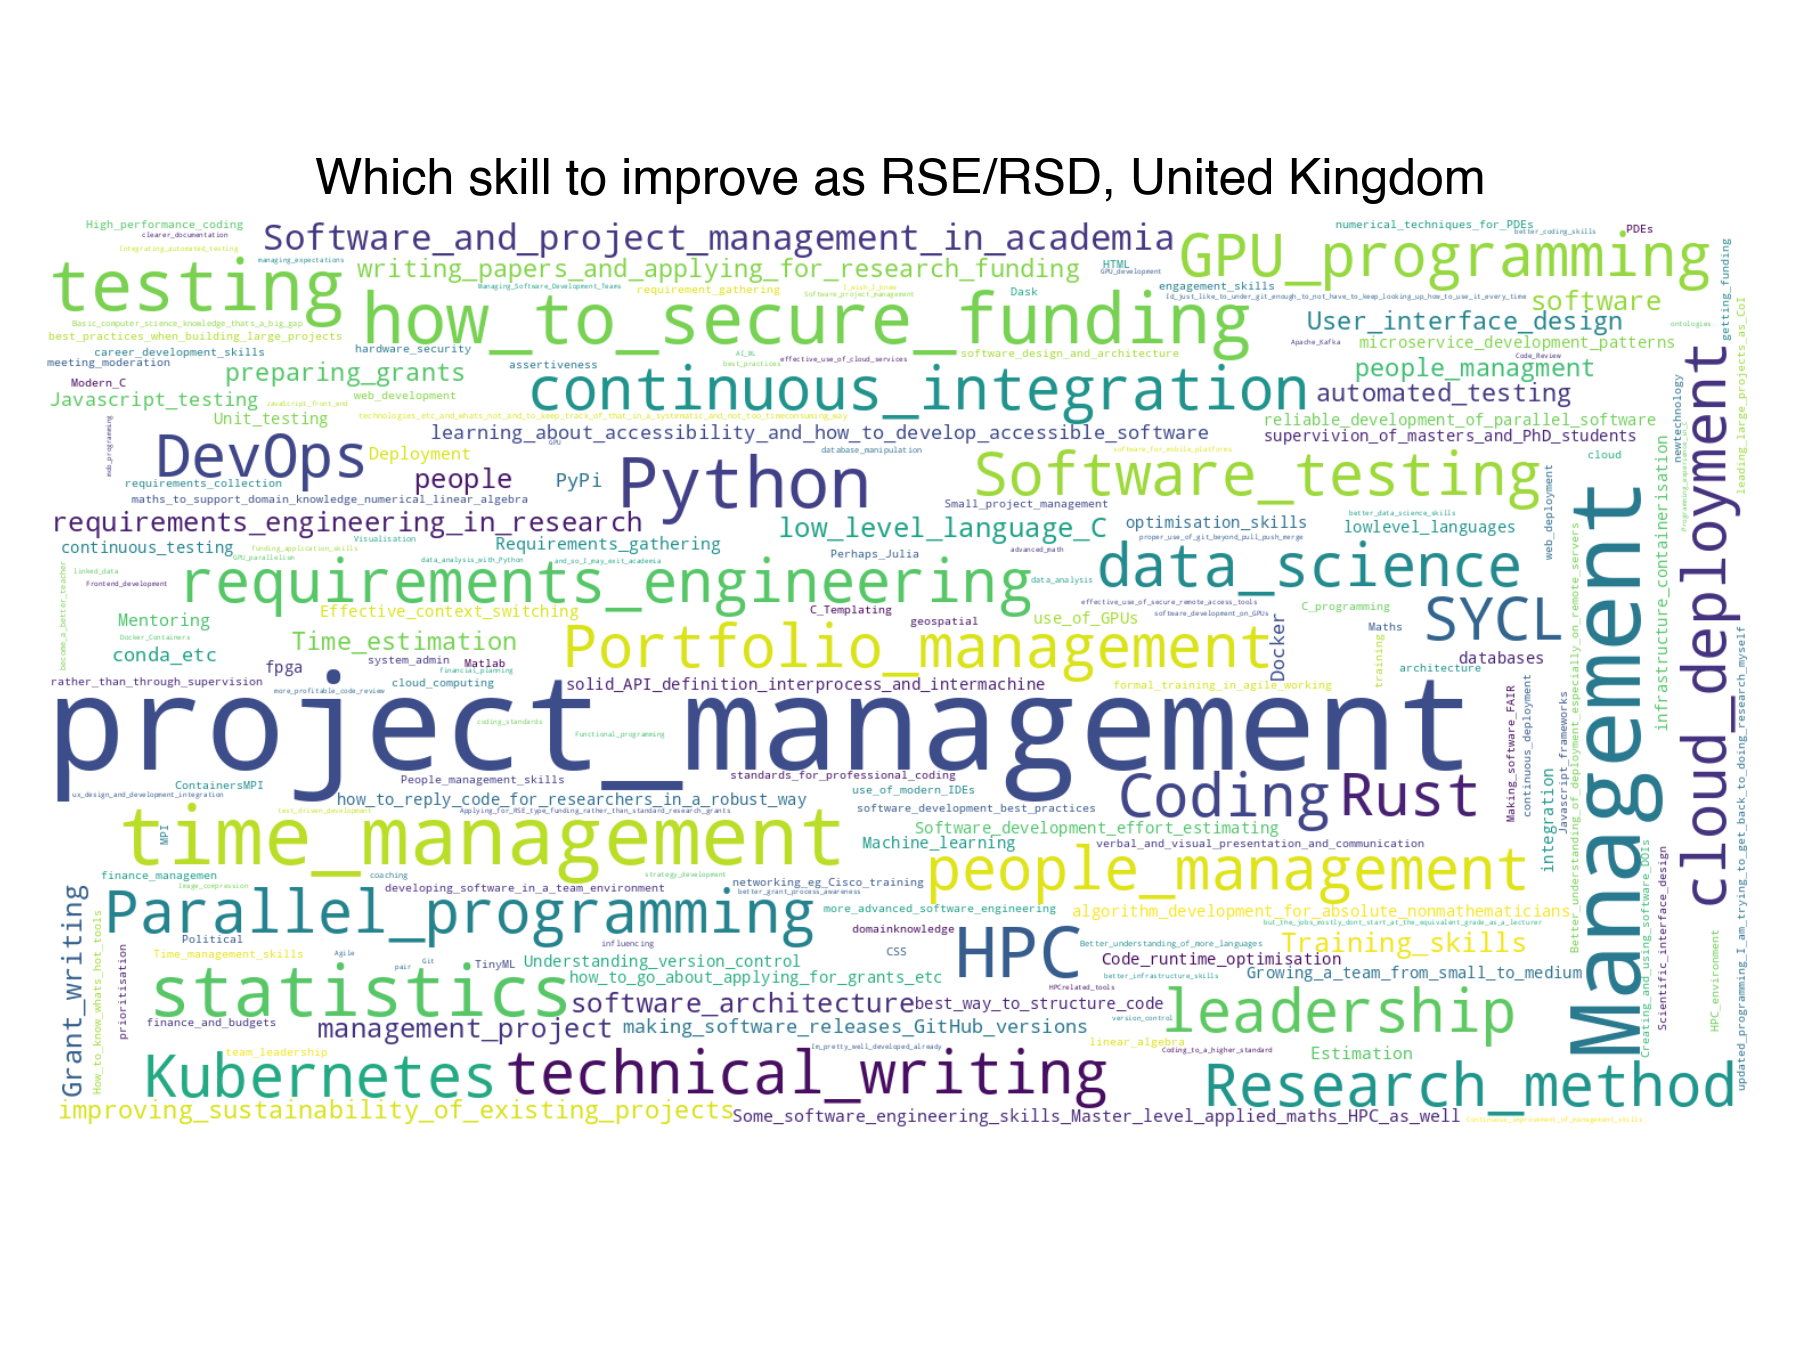 Which skill to improve as RSE/RSD, United Kingdom
High_performance_coding
clearer_documentation
integrating_automated_testing
Software_and_project_management_in_academia
numerical_techniques_for_PDEs
better_coding_skills
PDEs
GPU_programming
getting_funding
managing_expectations
testing
writing_papers_and_applying_for_research_funding
HTML
GPU_development
engagement_skills
Managing_Software_Development_Teams
requirement_gathering
I_wish_I_knew
Software_project_management
Dask
Id_just_like_to_under_git_enough_to_not_have_to_keep_looking_up_how_to_use_it_every_time
software
leading_large_projects_as_CoI
how_to_secure_funding
Basic_computer_science_knowledge_thats_a_big_gap
best_practices_when_building_large_projects
User_interface_design
ontologies
career_development_skills
hardware_security
meeting_moderation
assertiveness
AI_ML
best_practices
effective_use_of_cloud_services
software_design_and_architecture
Apache_Kafka
microservice_development_patterns
Code_Review
preparing_grants
Modern_C
continuous_integration
people_managment
cloud_deployment
Javascript_testing
Javascript_front_end
web_development
automated_testing
newtechnology
Unit_testing
technologies_etc_and_whats_not_and_to_keep_track_of_that_in_a_systematic_and_not_too_timeconsuming_way
reliable_development_of_parallel_software
mob_programming
DevOps
learning_about_accessibility_and_how_to_develop_accessible_software
supervivion_of_masters_and_PhD_students
infrastructure_containerisation
Deployment
GPU
database_manipulation
software_for_mobile_platforms
cloud
Python
Software_testing
people
PyPi
requirements_collection
maths_to_support_domain_knowledge_numerical_linear_algebra
Small_project_management
web_deployment
Management
requirements_engineering_in_research
low_level_language_C
optimisation_skills
better_data_science_skills
lowlevel_languages
continuous_testing
Visualisation
funding_application_skills
GPU_parallelism
Requirements_gathering
proper_use_of_git_beyond_pull_push_merge
Perhaps_Julia
advanced_math
data_analysis_with_Python
and_so_I_may_exit_academia
data_science
linked_data
Frontend_development
become_a_better_teacher
requirements_engineering
data_analysis
Effective_context_switching
C_Templating
effective_use_of_secure_remote_access_tools
software_development_on_GPUs
C_programming
SYCL
Mentoring
geospatial
use_of_GPUs
Maths
Docker
Docker_Containers
Time_estimation
Portfolio_management
training
conda_etc
fpga
system_admin
Matlab
financial_planning
databases
architecture
Better_understanding_of_deployment_especially_on_remote_servers
updated_programming_I_am_trying_to_get_back_to_doing_research_myself
rather_than_through_supervision
more_profitable_code_review
cloud_computing
solid_API_definition_interprocess_and_intermachine
formal_training_in_agile_working
project_management
coding_standards
Functional_programming
Making_software_FAIR
continuous_deployment
Javascript_frameworks
ContainersMPI
People_management_skills
standards_for_professional_coding
Coding
Rust
ux_design_and_development_integration
how_to_reply_code_for_researchers_in_a_robust_way
use_of_modern_IDEs
integration
test_driven_development
Applying_for_RSE_type_funding_rather_than_standard_research_grants
software_development_best_practices
time_management
MPI
Software_development_effort_estimating
Machine_learning
verbal_and_visual_presentation_and_communication
people_management
finance_managemen
coaching
strategy_development
Image_compression
developing_software_in_a_team_environment
networking_eg_Cisco_training
better_grant_process_awareness
Creating_and_using_software_DOIs
Scientific_interface_design
Grant_writing
Parallel_programming
more_advanced_software_engineering
algorithm_development_for_absolute_nonmathematicians
but_the_jobs_mostly_dont_start_at_the_equivalent_grade_as_a_lecturer
How_to_know_whats_hot_tools
domainknowledge
HPC
Political
influencing
Better_understanding_of_more_languages
Training_skills
HPC_environment
prioritisation
Time_management_skills
Agile
Git
pair
TinyML
Understanding_version_control
CSS
Code_runtime_optimisation
statistics
how_to_go_about_applying_for_grants_etc
better_infrastructure_skills
Growing_a_team_from_small_to_medium
HPCrelated_tools
software_architecture
best_way_to_structure_code
leadership
finance_and_budgets
management_project
making_software_releases_GitHub_versions
version_control
team_leadership
Im_pretty_well_developed_already
linear_algebra
Coding_to_a_higher_standard
Estimation
Kubernetes
technical_writing
Research_method
improving_sustainability_of_existing_projects
Some_software_engineering_skills_Master_level_applied_maths_HPC_as_well
Continuous_improvement_of_management_skills